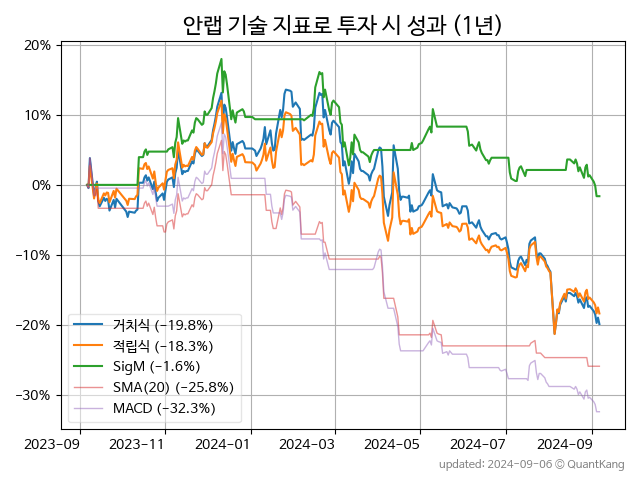 안랩 기술 지표로 투자 시 성과 (1년)
20%
10%
0%
−10%
−20%
−30%
거치식 (−19.8%)
적립식 (−18.3%)
SigM (−1.6%)
SMA(20) (−25.8%)
MACD (−32.3%)
2023-09 2023-11 2024-01 2024-03 2024-05 2024-07 2024-09
updated: 2024-09-06 © QuantKang